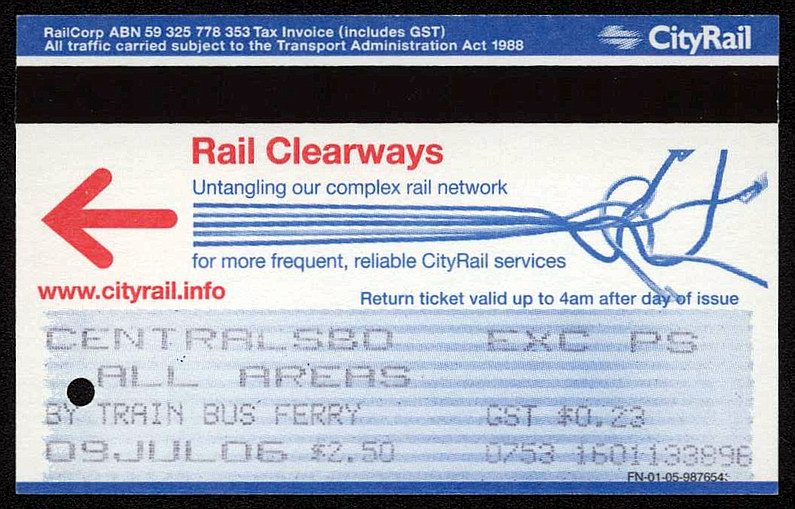 RailCorp ABN 59 325 778 353 Tax Invoice (includes GST)
All traffic carried subject to the Transport Administration Act 1988
CityRail
Rail Clearways
Untangling our complex rail network
for more frequent, reliable CityRail services
www.cityrail.info
Return ticket valid up to 4am after day of issue
CENTRALSBO EXC PS
ALL AREAS
BY TRAIN BUS FERRY GST $0.23
09JUL06 $2.50 0753 1601133896
FN-01-05-987654